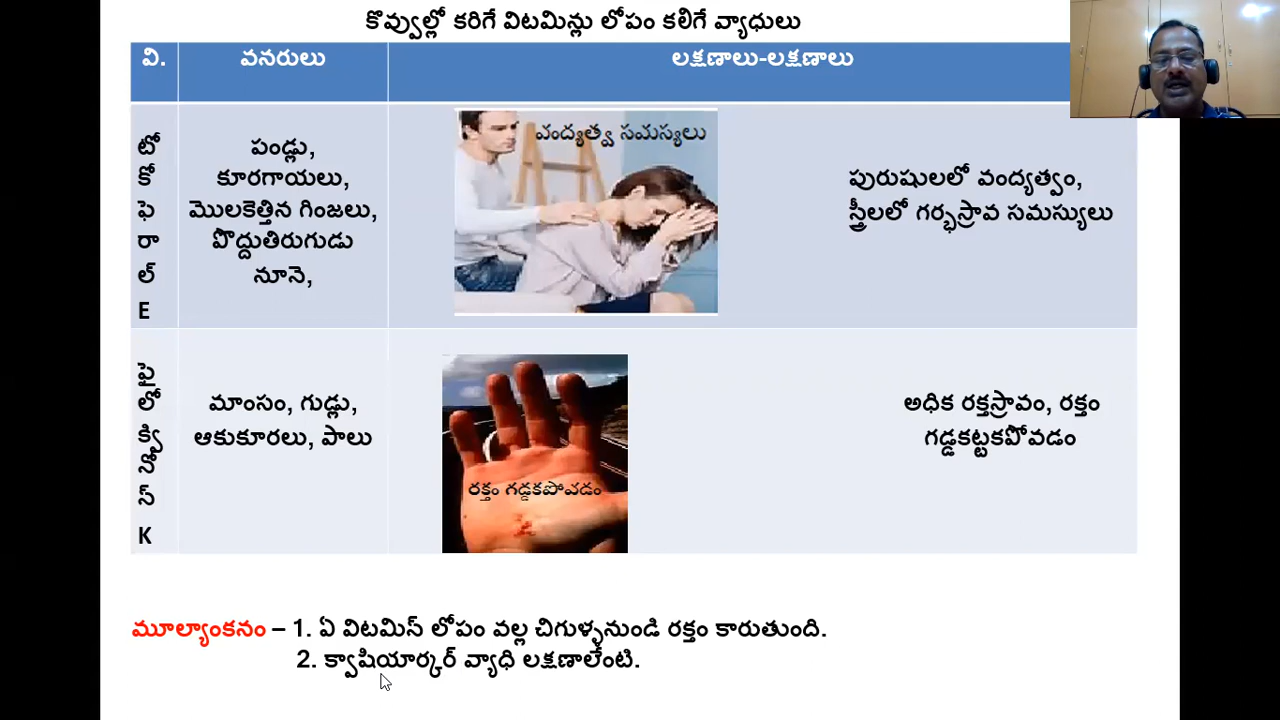 కొవ్వుల్లో కరిగే విటమిన్లు లోపం కలిగే వ్యాధులు
వి.
వనరులు
లక్షణాలు-లక్షణాలు
టో
కో
ఫె
రా
ల్
E
పండ్లు,
కూరగాయలు,
మొలకెత్తిన గింజలు,
పొద్దుతిరుగుడు
నూనె,
వంద్యత్వ సమస్యలు
పురుషులలో వంద్యత్వం,
స్త్రీలలో గర్భస్రావ సమస్యులు
పై
లో
క్వి
నో
స్
K
మాంసం, గుడ్లు,
ఆకుకూరలు, పాలు
రక్తం గడ్డకపోవడం
అధిక రక్తస్రావం, రక్తం
గడ్డకట్టకపోవడం
మూల్యాంకనం – 1. ఏ విటమిస్ లోపం వల్ల చిగుళ్ళనుండి రక్తం కారుతుంది.
2. క్వాషియార్కర్ వ్యాధి లక్షణాలేంటి.